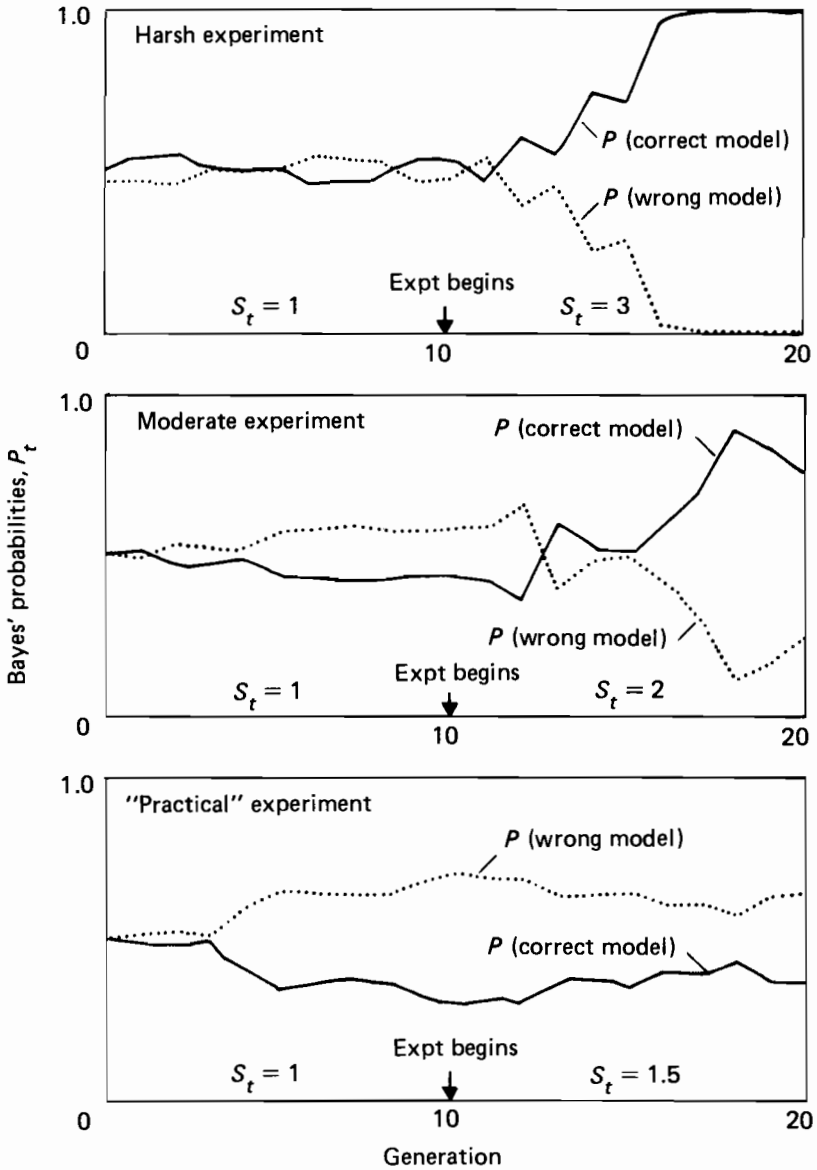 1.0
Harsh experiment
P (correct model)
P (wrong model)
Expt begins
S_t = 1
S_t = 3
0
10
20
1.0
Moderate experiment
P (correct model)
P (wrong model)
Expt begins
S_t = 1
S_t = 2
0
10
20
Bayes' probabilities, P_t
1.0
"Practical" experiment
P (wrong model)
P (correct model)
Expt begins
S_t = 1
S_t = 1.5
0
10
20
Generation